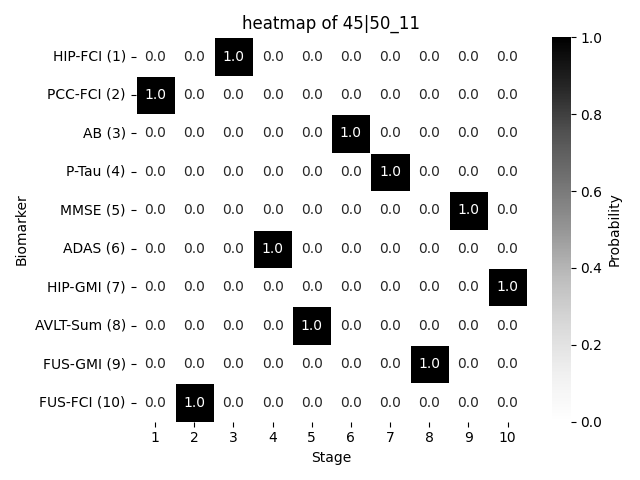 heatmap of 45|50_11
HIP-FCI (1) 0.0 0.0 1.0 0.0 0.0 0.0 0.0 0.0 0.0 0.0
PCC-FCI (2) 1.0 0.0 0.0 0.0 0.0 0.0 0.0 0.0 0.0 0.0
AB (3) 0.0 0.0 0.0 0.0 0.0 1.0 0.0 0.0 0.0 0.0
P-Tau (4) 0.0 0.0 0.0 0.0 0.0 0.0 1.0 0.0 0.0 0.0
MMSE (5) 0.0 0.0 0.0 0.0 0.0 0.0 0.0 0.0 1.0 0.0
ADAS (6) 0.0 0.0 0.0 1.0 0.0 0.0 0.0 0.0 0.0 0.0
HIP-GMI (7) 0.0 0.0 0.0 0.0 0.0 0.0 0.0 0.0 0.0 1.0
AVLT-Sum (8) 0.0 0.0 0.0 0.0 1.0 0.0 0.0 0.0 0.0 0.0
FUS-GMI (9) 0.0 0.0 0.0 0.0 0.0 0.0 0.0 1.0 0.0 0.0
FUS-FCI (10) 0.0 1.0 0.0 0.0 0.0 0.0 0.0 0.0 0.0 0.0
1 2 3 4 5 6 7 8 9 10
Stage
Biomarker
1.0
0.8
0.6
0.4
0.2
0.0
Probability